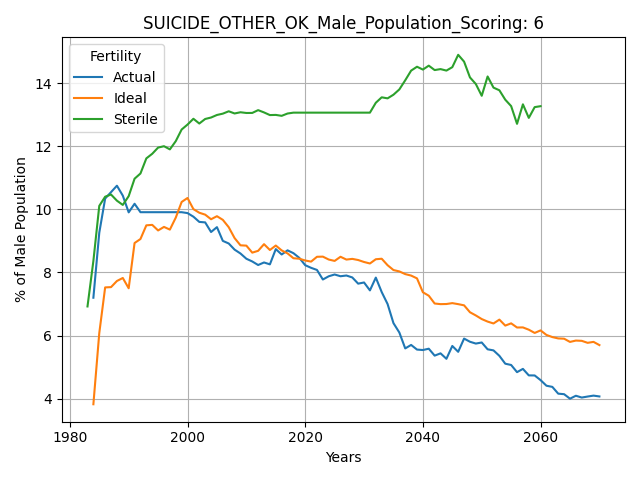 SUICIDE_OTHER_OK_Male_Population_Scoring: 6
Fertility
Actual
Ideal
Sterile
% of Male Population
14
12
10
8
6
4
1980 2000 2020 2040 2060
Years